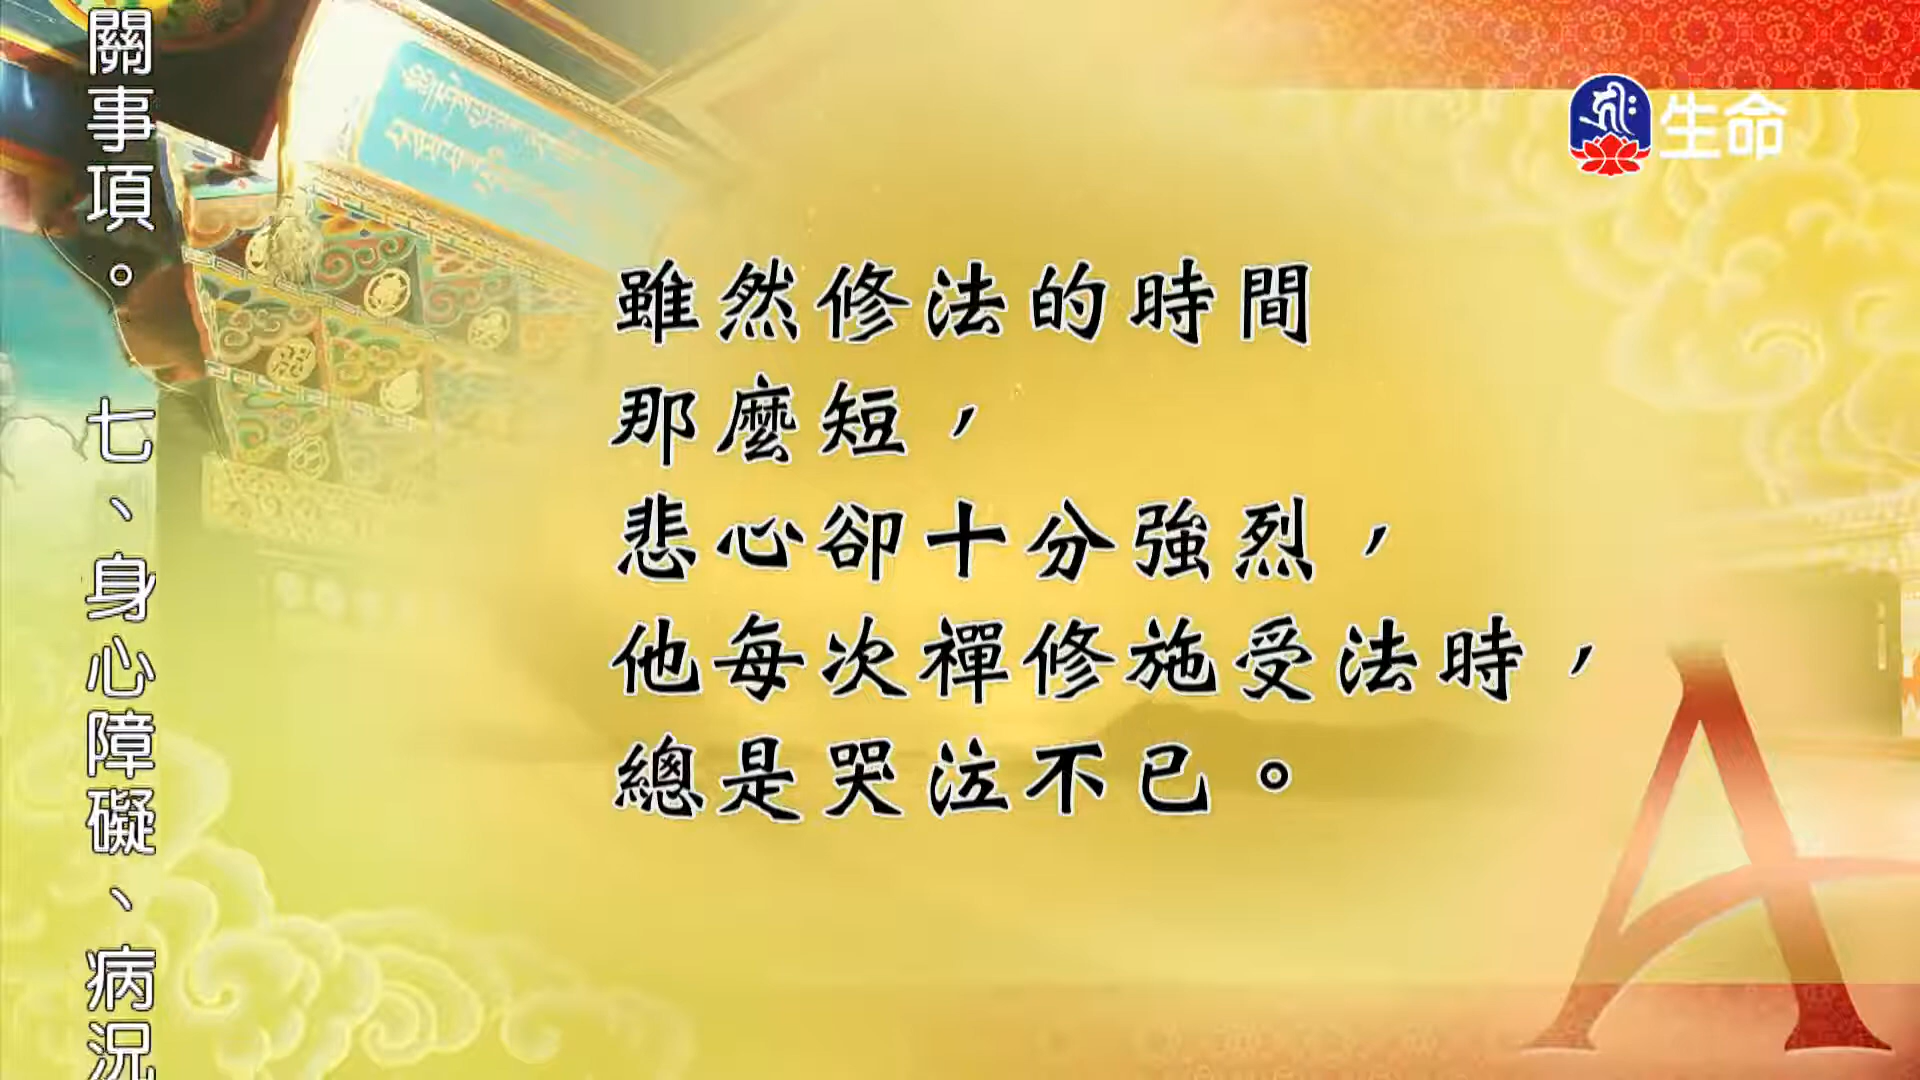 雖然修法的時間
那麼短，
悲心卻十分強烈，
他每次禪修施受法時，
總是哭泣不已。
生命
關事項。 七、身心障礙、病況
A